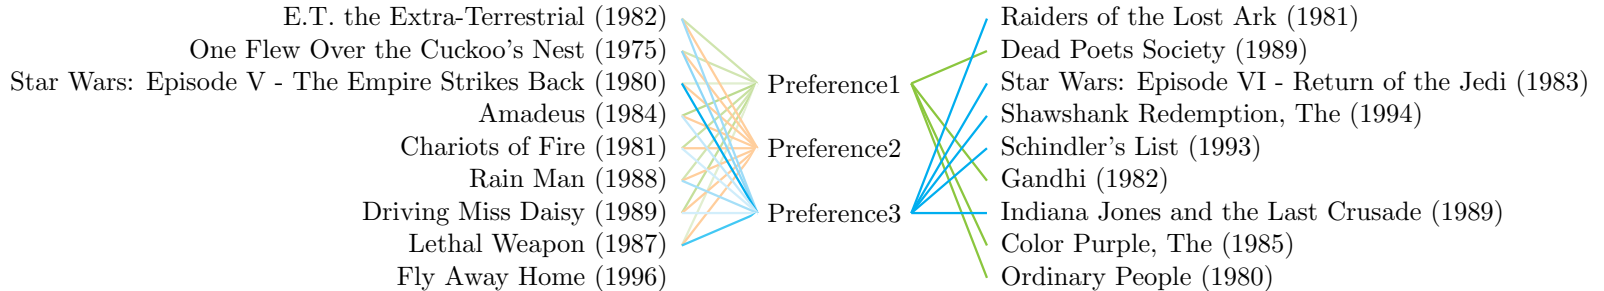 E.T. the Extra-Terrestrial (1982)
One Flew Over the Cuckoo's Nest (1975)
Star Wars: Episode V - The Empire Strikes Back (1980)
Amadeus (1984)
Chariots of Fire (1981)
Rain Man (1988)
Driving Miss Daisy (1989)
Lethal Weapon (1987)
Fly Away Home (1996)
Preference1
Preference2
Preference3
Raiders of the Lost Ark (1981)
Dead Poets Society (1989)
Star Wars: Episode VI - Return of the Jedi (1983)
Shawshank Redemption, The (1994)
Schindler's List (1993)
Gandhi (1982)
Indiana Jones and the Last Crusade (1989)
Color Purple, The (1985)
Ordinary People (1980)